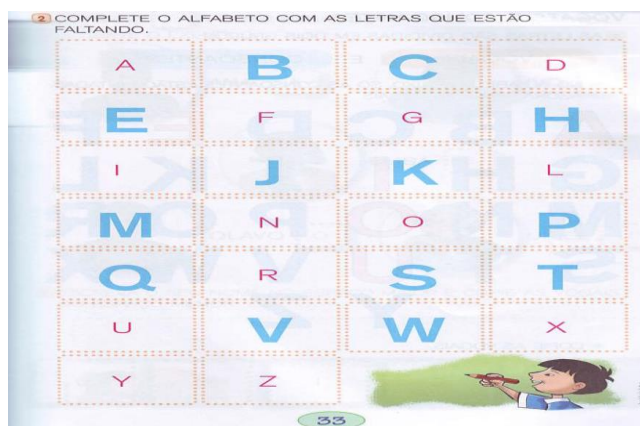 2 COMPLETE O ALFABETO COM AS LETRAS QUE ESTÃO
FALTANDO.
A B C D
E F G H
I J K L
M N O P
Q R S T
U V W X
Y Z
33